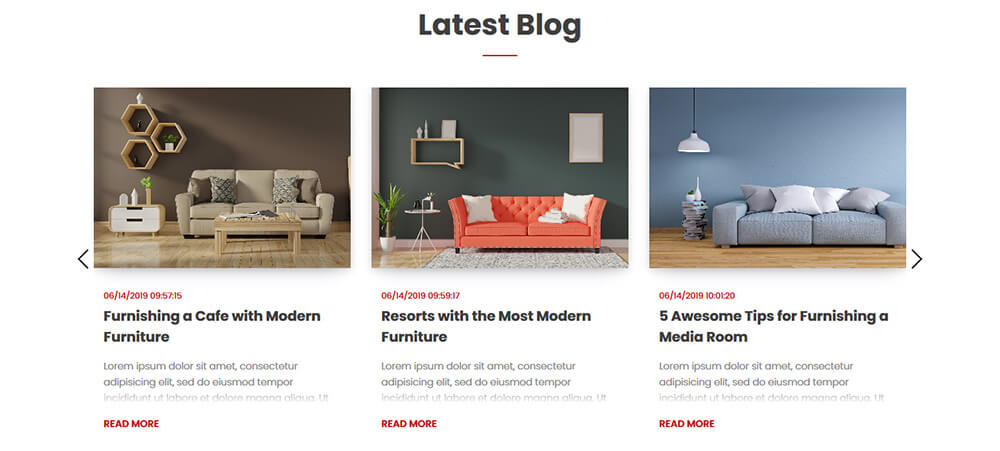 Latest Blog
06/14/2019 09:57:15
Furnishing a Cafe with Modern
Furniture
Lorem ipsum dolor sit amet, consectetur
adipisicing elit, sed do eiusmod tempor
incididunt ut labore et dolore magna aliqua. Ut
READ MORE
06/14/2019 09:59:17
Resorts with the Most Modern
Furniture
Lorem ipsum dolor sit amet, consectetur
adipisicing elit, sed do eiusmod tempor
incididunt ut labore et dolore magna aliqua. Ut
READ MORE
06/14/2019 10:01:20
5 Awesome Tips for Furnishing a
Media Room
Lorem ipsum dolor sit amet, consectetur
adipisicing elit, sed do eiusmod tempor
incididunt ut labore et dolore magna aliqua. Ut
READ MORE